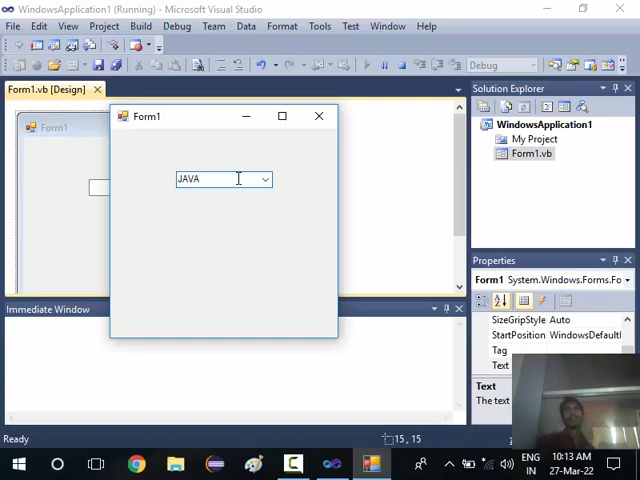 WindowsApplication1 (Running) - Microsoft Visual Studio
File Edit View Project Build Debug Team Data Format Tools Test Window Help
Debug
Form1.vb [Design]
Form1
Form1
JAVA
Immediate Window
Solution Explorer
WindowsApplication1
My Project
Form1.vb
Properties
Form1 System.Windows.Forms.Fo
SizeGripStyle Auto
StartPosition WindowsDefaultl
Tag
Text
Text
The text
Ready
15, 15
ENG
IN
10:13 AM
27-Mar-22